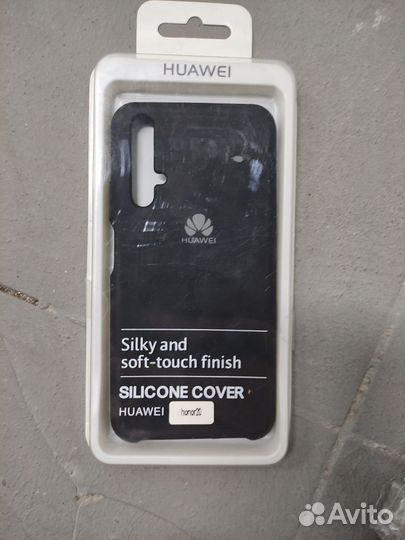 HUAWEI
HUAWEI
Silky and
soft-touch finish
SILICONE COVER
HUAWEI honor20
Avito